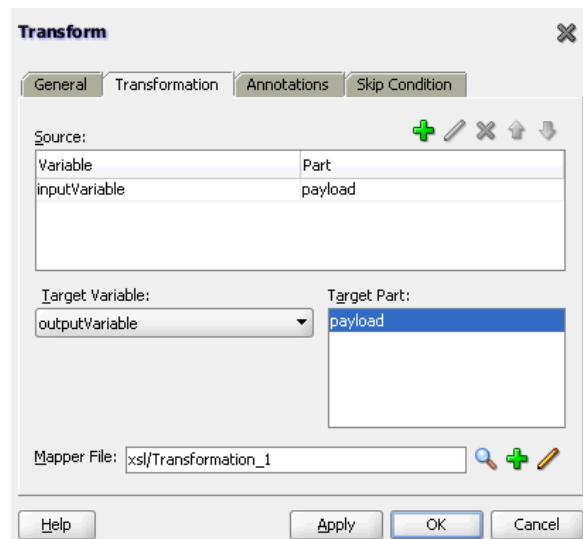 Transform
General Transformation Annotations Skip Condition
Source:
Variable Part
inputVariable payload
Target Variable: Target Part:
outputVariable payload
Mapper File: xsl/Transformation_1
Help Apply OK Cancel